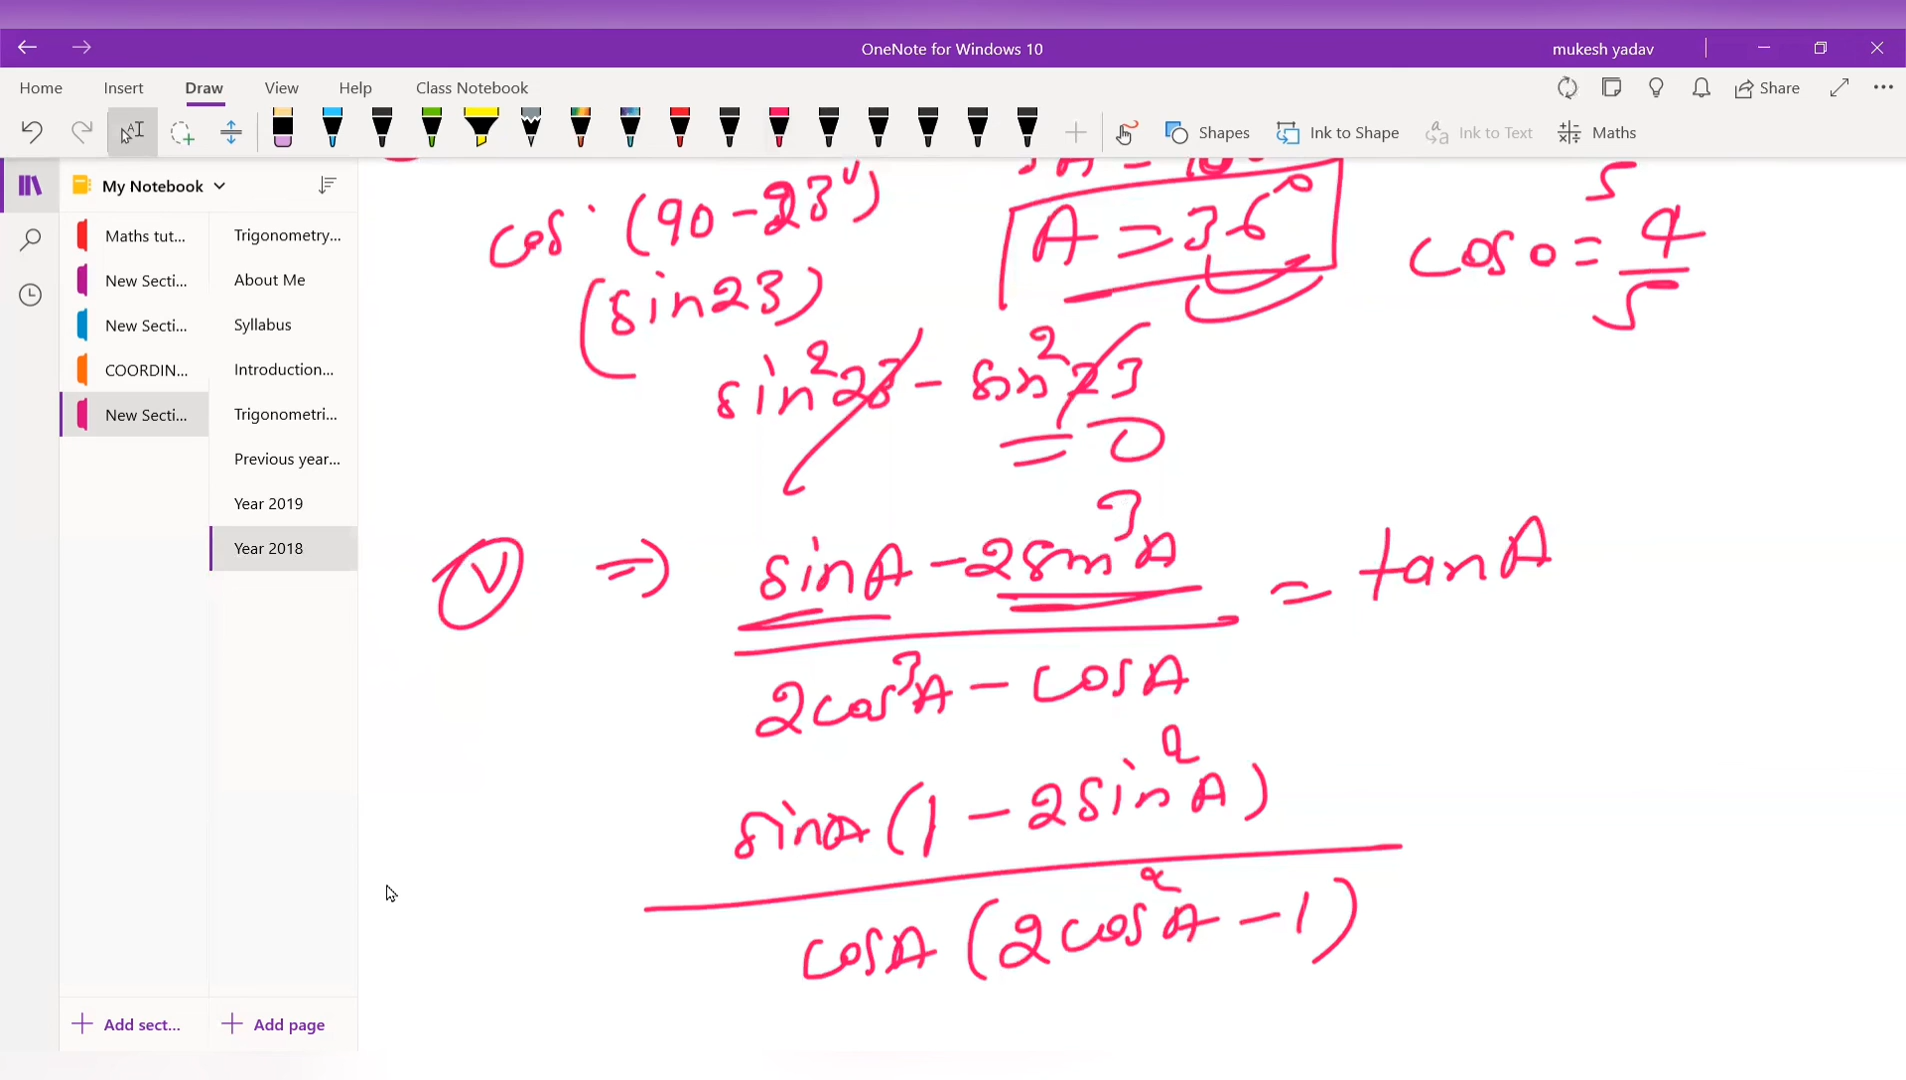 OneNote for Windows 10
mukesh yadav
Home Insert Draw View Help Class Notebook
Share
Shapes Ink to Shape Ink to Text Maths
My Notebook
Maths tut...
New Secti...
New Secti...
COORDIN...
New Secti...
Trigonometry...
About Me
Syllabus
Introduction...
Trigonometri...
Previous year...
Year 2019
Year 2018
Add sect...
Add page
cos (90-23°)
(sin23)
A = 36°
5
cos 0 = 4/5
sin²23 - sin²23
= 0
(V) ⇒ (sinA - 2sin³A)/(2cos³A - cosA) = tanA
3
sinA (1 - 2sin²A)
cosA (2cos²A - 1)